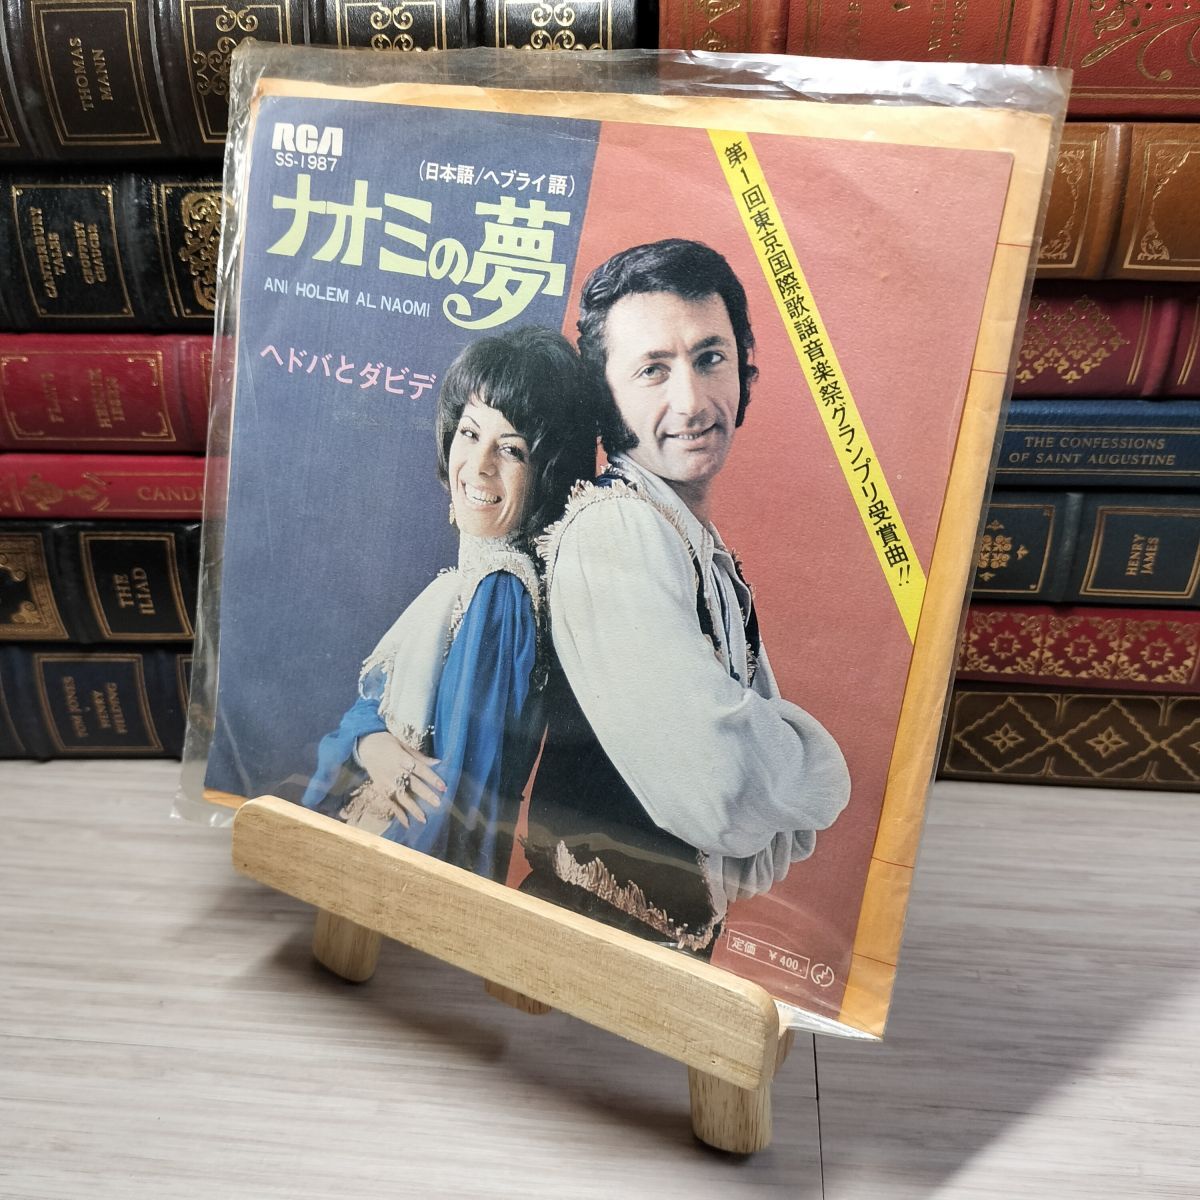 RCA
SS-1987
(日本語/ヘブライ語)
ナオミの夢
ANI HOLEM AL NAOMI
ヘドバとダビデ
第1回東京国際歌謡音楽祭グランプリ受賞曲!!
定価 ¥400.
THOMAS
MANN
CANTERBURY
TALES
GEOFFREY
CHAUCER
THE
ILIAD
TOM JONES
HENRY
FIELDING
THE CONFESSIONS
OF SAINT AUGUSTINE
HENRY
JAMES